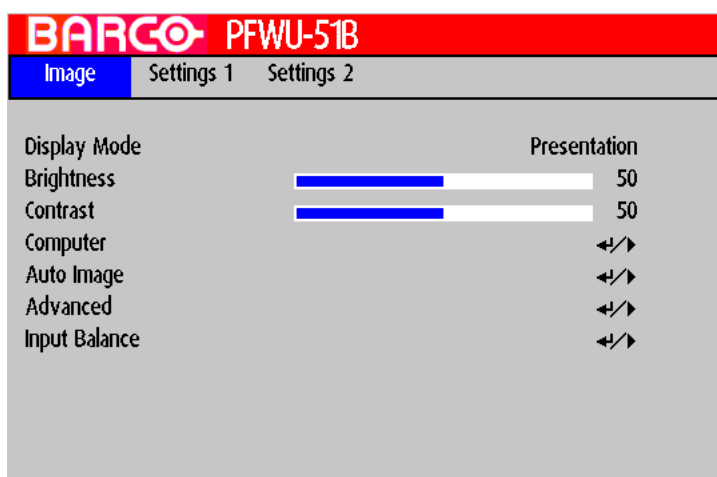 BARCO PFWU-51B
Image Settings 1 Settings 2
Display Mode Presentation
Brightness 50
Contrast 50
Computer ↵/▶
Auto Image ↵/▶
Advanced ↵/▶
Input Balance ↵/▶